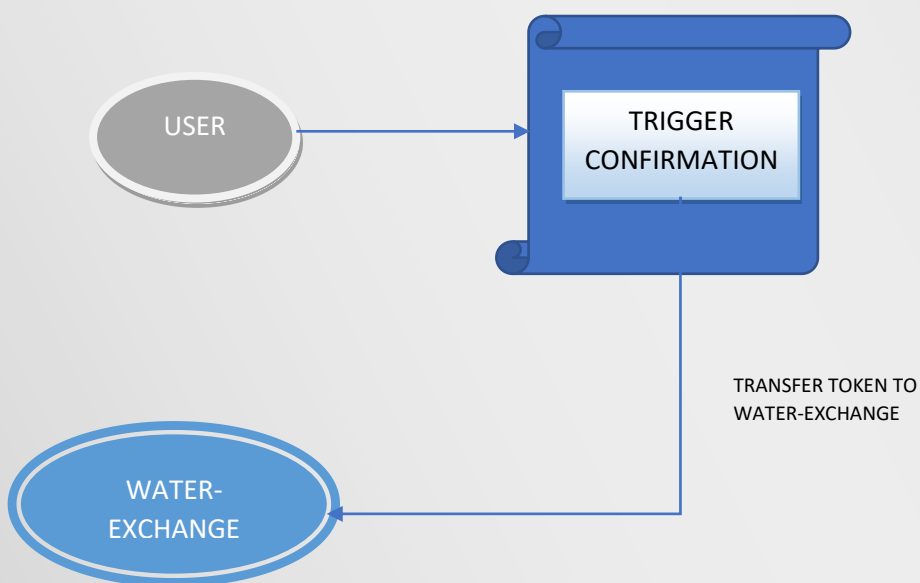 USER
TRIGGER
CONFIRMATION
TRANSFER TOKEN TO
WATER-EXCHANGE
WATER-
EXCHANGE